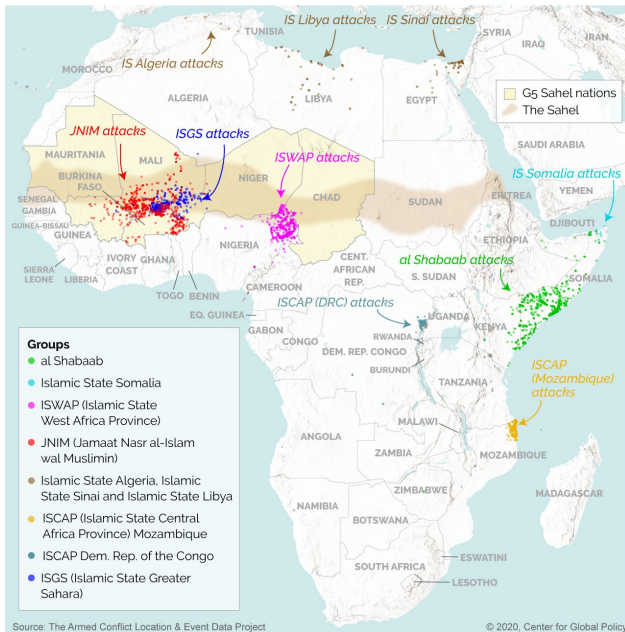 IS Libya attacks
IS Sinai attacks
TUNISIA
SYRIA
IRAN
IRAQ
IS Algeria attacks
MOROCCO
ALGERIA
LIBYA
EGYPT
G5 Sahel nations
The Sahel
JNIM attacks
ISGS attacks
SAUDI ARABIA
MAURITANIA
MALI
ISWAP attacks
BURKINA
FASO
NIGER
CHAD
SUDAN
ERITREA
IS Somalia attacks
YEMEN
SENEGAL
GAMBIA
GUINEA-BISSAU
GUINEA
DJIBOUTI
NIGERIA
ETHIOPIA
IVORY
COAST
GHANA
CENT.
AFRICAN
REP.
al Shabaab attacks
S. SUDAN
SIERRA
LEONE
LIBERIA
SOMALIA
TOGO
BENIN
CAMEROON
ISCAP (DRC) attacks
EQ. GUINEA
UGANDA
KENYA
GABON
CONGO
RWANDA
DEM. REP. CONGO
BURUNDI
TANZANIA
ISCAP
(Mozambique)
attacks
Groups
al Shabaab
Islamic State Somalia
ISWAP (Islamic State
West Africa Province)
JNIM (Jamaat Nasr al-Islam
wal Muslimin)
Islamic State Algeria, Islamic
State Sinai and Islamic State Libya
ISCAP (Islamic State Central
Africa Province) Mozambique
ISCAP Dem. Rep. of the Congo
ISGS (Islamic State Greater
Sahara)
MALAWI
ANGOLA
ZAMBIA
MOZAMBIQUE
ZIMBABWE
MADAGASCAR
NAMIBIA
BOTSWANA
ESWATINI
SOUTH AFRICA
LESOTHO
Source: The Armed Conflict Location & Event Data Project
© 2020, Center for Global Policy